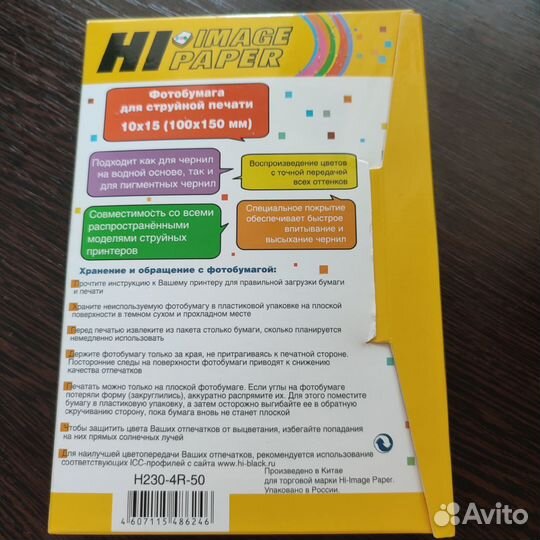 HI-IMAGE
PAPER
Фотобумага
для струйной печати
10x15 (100x150 мм)
Подходит как для чернил
на водной основе, так и
для пигментных чернил
Воспроизведение цветов
с точной передачей
всех оттенков
Совместимость со всеми
распространёнными
моделями струйных
принтеров
Специальное покрытие
обеспечивает быстрое
впитывание и
высыхание чернил
Хранение и обращение с фотобумагой:
Прочтите инструкцию к Вашему принтеру для правильной загрузки бумаги
и печати
Храните неиспользуемую фотобумагу в пластиковой упаковке на плоской
поверхности в темном сухом и прохладном месте
Перед печатью извлеките из пакета столько бумаги, сколько планируется
немедленно использовать
Держите фотобумагу только за края, не притрагиваясь к печатной стороне.
Посторонние следы на поверхности фотобумаги приводят к снижению
качества отпечатков
Печатать можно только на плоской фотобумаге. Если углы на фотобумаге
потеряли форму (закруглились), аккуратно распрямите их. Для этого поместите
бумагу в пластиковую упаковку, а затем осторожно выгибайте ее в обратную
скручиванию сторону, пока бумага вновь не станет плоской
Чтобы защитить цвета Ваших отпечатков от выцветания, избегайте попадания
на них прямых солнечных лучей
Для наилучшей цветопередачи Ваших отпечатков, рекомендуется использование
соответствующих ICC-профилей с сайта www.hi-black.ru
H230-4R-50
Произведено в Китае
для торговой марки Hi-Image Paper.
Упаковано в России.
4 607115 486246
Avito